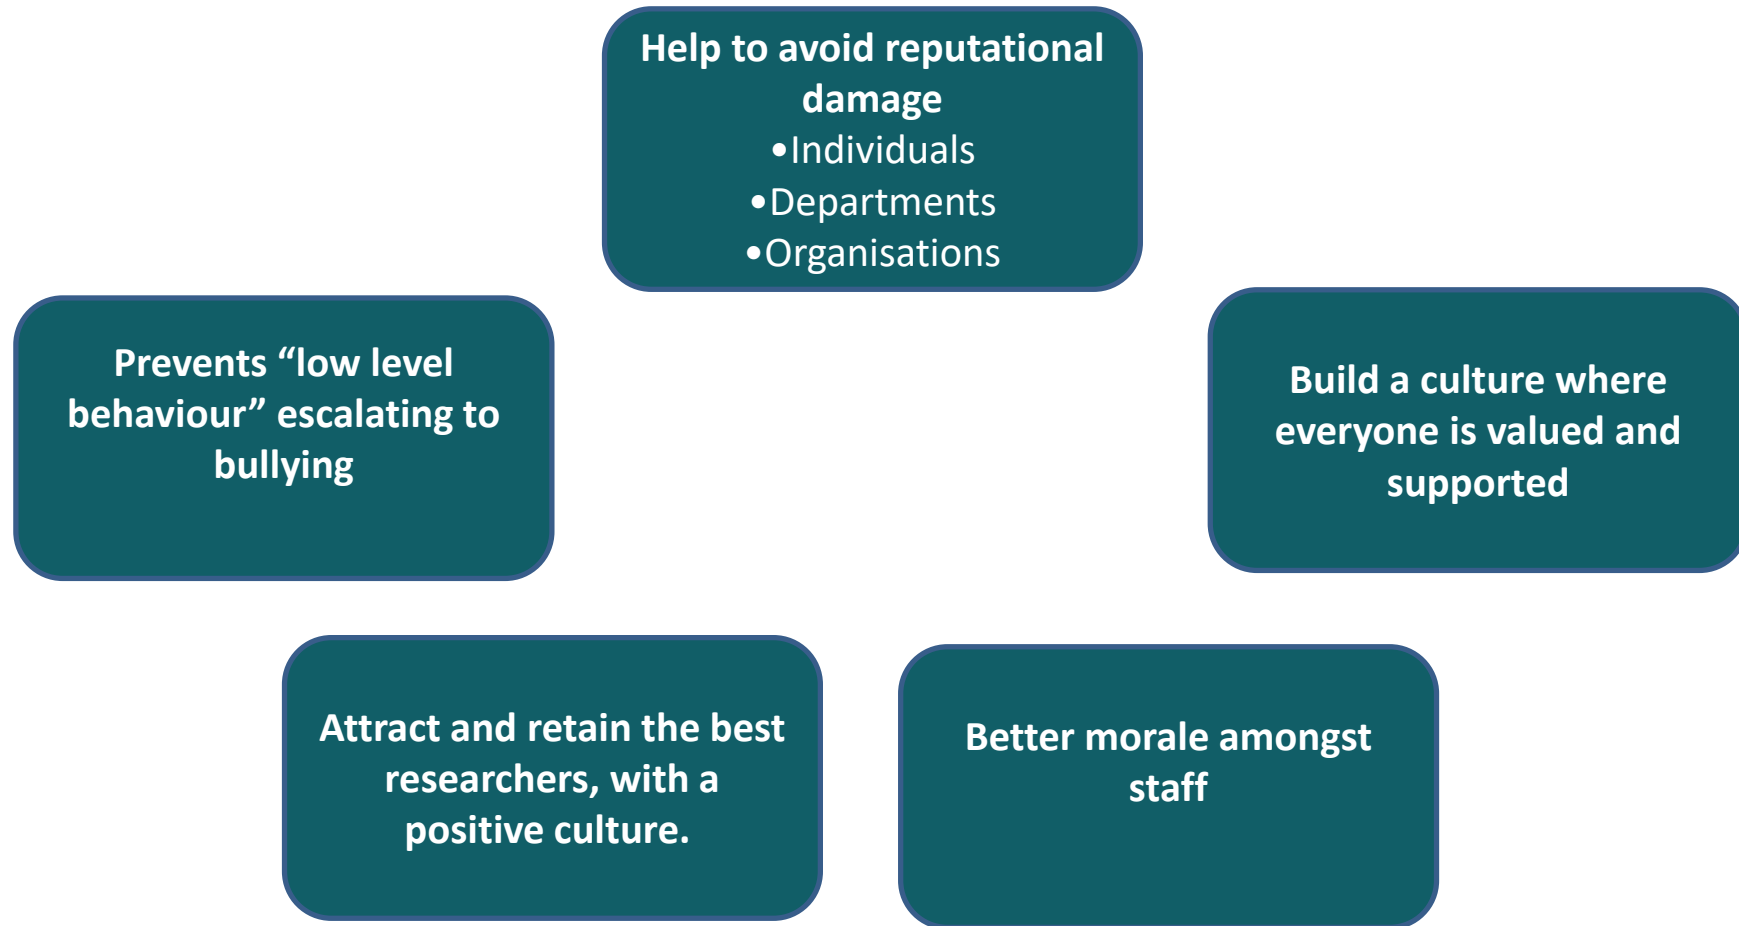 Help to avoid reputational
damage
•Individuals
•Departments
•Organisations
Prevents “low level
behaviour” escalating to
bullying
Build a culture where
everyone is valued and
supported
Attract and retain the best
researchers, with a
positive culture.
Better morale amongst
staff